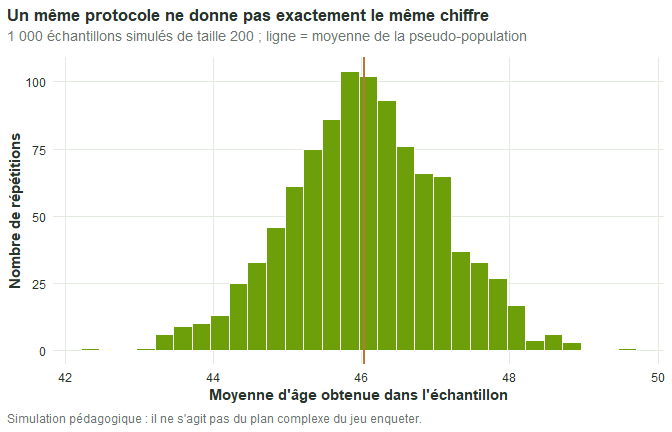 Un même protocole ne donne pas exactement le même chiffre
1 000 échantillons simulés de taille 200 ; ligne = moyenne de la pseudo-population
Nombre de répétitions
100
75
50
25
0
42
44
46
48
50
Moyenne d'âge obtenue dans l'échantillon
Simulation pédagogique : il ne s'agit pas du plan complexe du jeu enqueter.